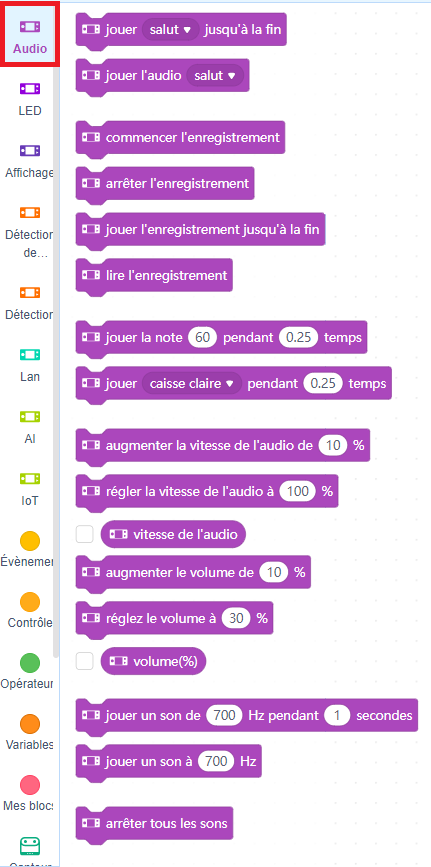 Audio
LED
Affichage
Détection
de...
Détection
Lan
AI
IoT
Évènemen
Contrôle
Opérateur
Variables
Mes blocs
jouer salut jusqu'à la fin
jouer l'audio salut
commencer l'enregistrement
arrêter l'enregistrement
jouer l'enregistrement jusqu'à la fin
lire l'enregistrement
jouer la note 60 pendant 0.25 temps
jouer caisse claire pendant 0.25 temps
augmenter la vitesse de l'audio de 10 %
régler la vitesse de l'audio à 100 %
vitesse de l'audio
augmenter le volume de 10 %
réglez le volume à 30 %
volume(%)
jouer un son de 700 Hz pendant 1 secondes
jouer un son à 700 Hz
arrêter tous les sons